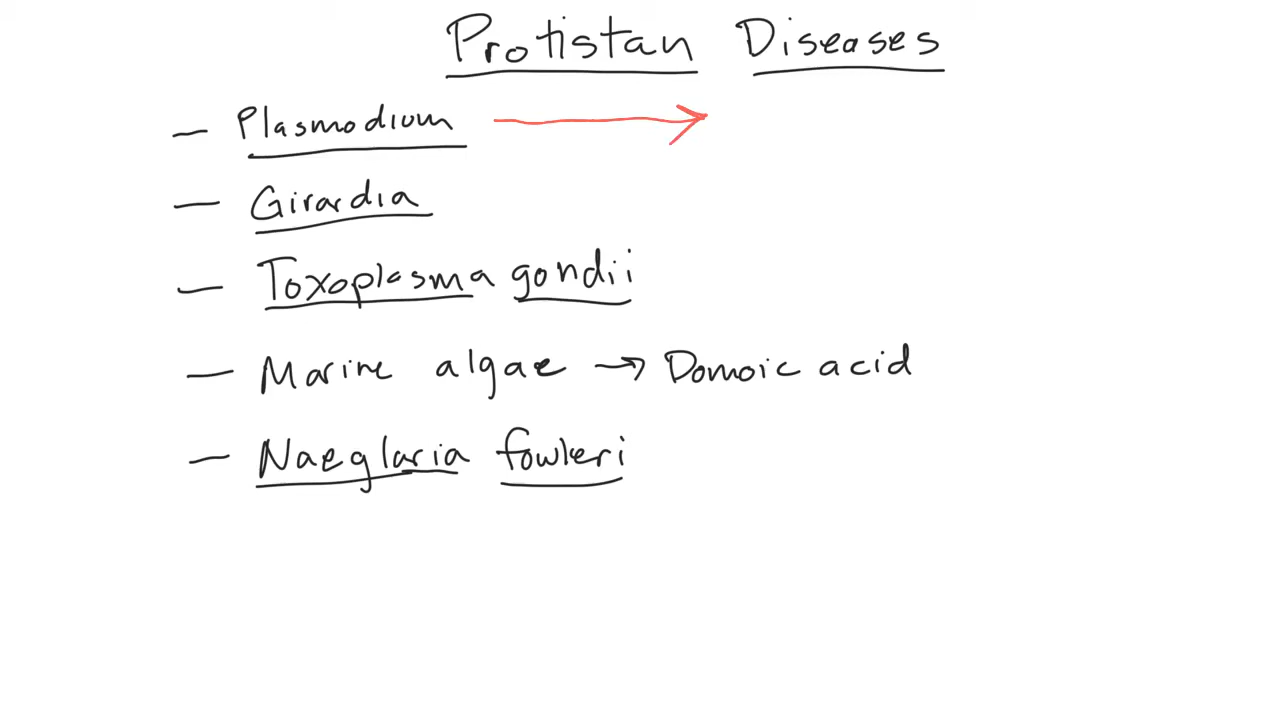 Protistan Diseases
– Plasmodium →
– Girardia
– Toxoplasma gondii
– Marine algae → Domoic acid
– Naeglaria fowleri